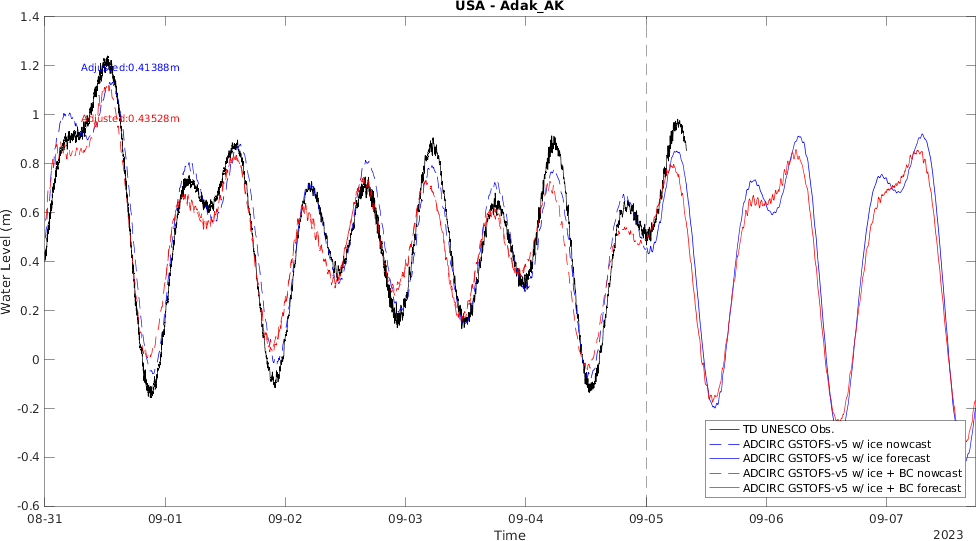 USA - Adak_AK
1.4
1.2
1
0.8
0.6
0.4
0.2
0
-0.2
-0.4
-0.6
Water Level (m)
Adjusted:0.41388m
Adjusted:0.43528m
TD UNESCO Obs.
ADCIRC GSTOFS-v5 w/ ice nowcast
ADCIRC GSTOFS-v5 w/ ice forecast
ADCIRC GSTOFS-v5 w/ ice + BC nowcast
ADCIRC GSTOFS-v5 w/ ice + BC forecast
08-31 09-01 09-02 09-03 09-04 09-05 09-06 09-07
Time
2023